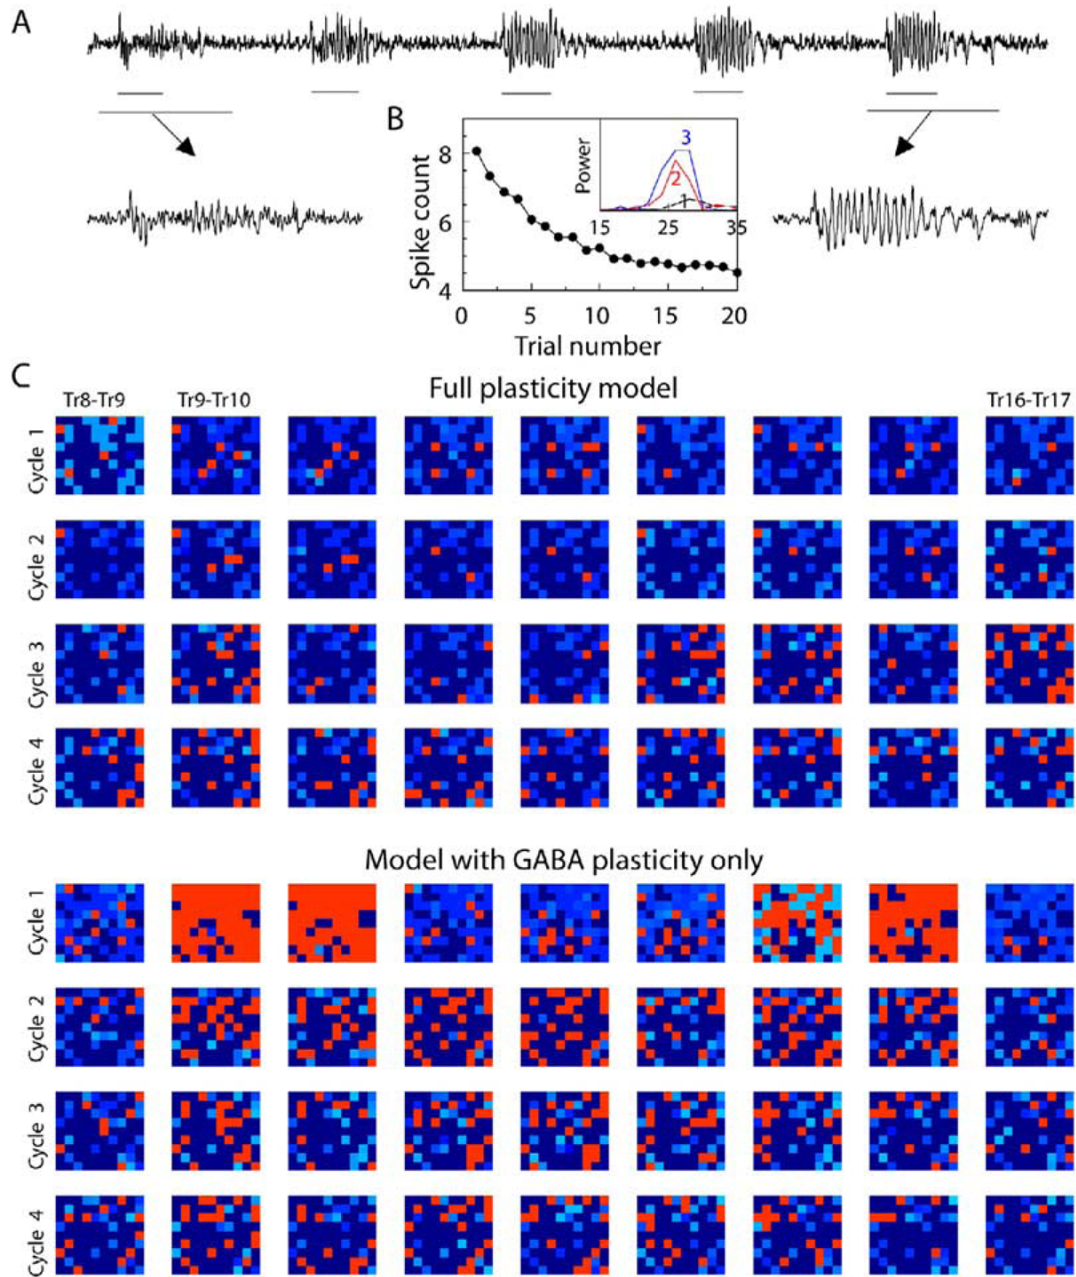 A
B
Spike count
8
6
4
0
5
10
15
20
Trial number
Power
3
2
1
15
25
35
C
Full plasticity model
Tr8-Tr9
Tr9-Tr10
Tr16-Tr17
Cycle 1
Cycle 2
Cycle 3
Cycle 4
Model with GABA plasticity only
Cycle 1
Cycle 2
Cycle 3
Cycle 4